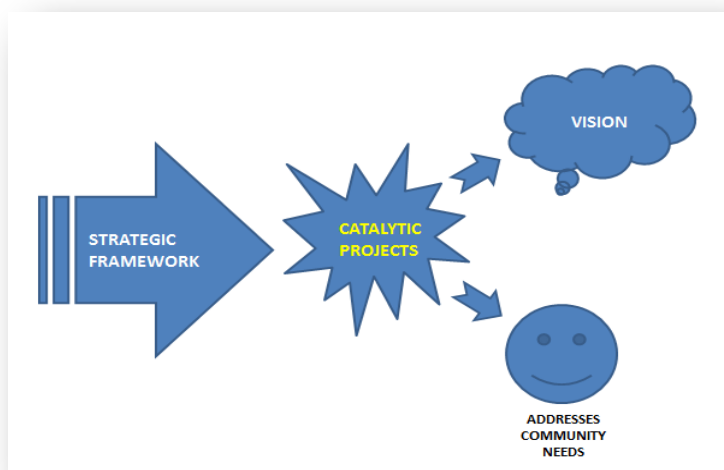 STRATEGIC
FRAMEWORK
CATALYTIC
PROJECTS
VISION
ADDRESSES
COMMUNITY
NEEDS